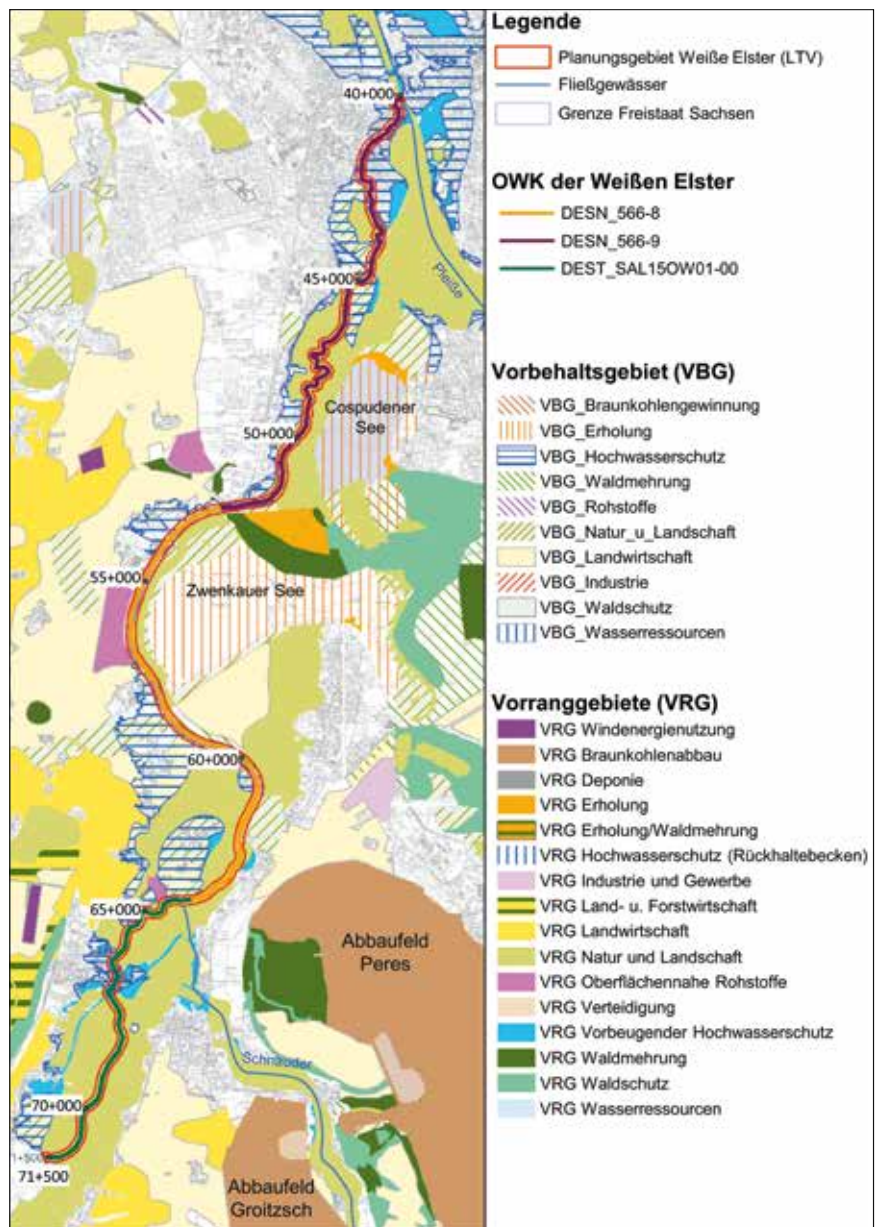 40+000
Pleiße
45+000
Cospudener
See
50+000
55+000
Zwenkauer See
60+000
65+000
Abbaufeld
Peres
Schnauder
70+000
1+500
71+500
Abbaufeld
Groitzsch
Legende
Planungsgebiet Weiße Elster (LTV)
Fließgewässer
Grenze Freistaat Sachsen
OWK der Weißen Elster
DESN_566-8
DESN_566-9
DEST_SAL15OW01-00
Vorbehaltsgebiet (VBG)
VBG_Braunkohlengewinnung
VBG_Erholung
VBG_Hochwasserschutz
VBG_Waldmehrung
VBG_Rohstoffe
VBG_Natur_u_Landschaft
VBG_Landwirtschaft
VBG_Industrie
VBG_Waldschutz
VBG_Wasserressourcen
Vorranggebiete (VRG)
VRG Windenergienutzung
VRG Braunkohlenabbau
VRG Deponie
VRG Erholung
VRG Erholung/Waldmehrung
VRG Hochwasserschutz (Rückhaltebecken)
VRG Industrie und Gewerbe
VRG Land- u. Forstwirtschaft
VRG Landwirtschaft
VRG Natur und Landschaft
VRG Oberflächennahe Rohstoffe
VRG Verteidigung
VRG Vorbeugender Hochwasserschutz
VRG Waldmehrung
VRG Waldschutz
VRG Wasserressourcen